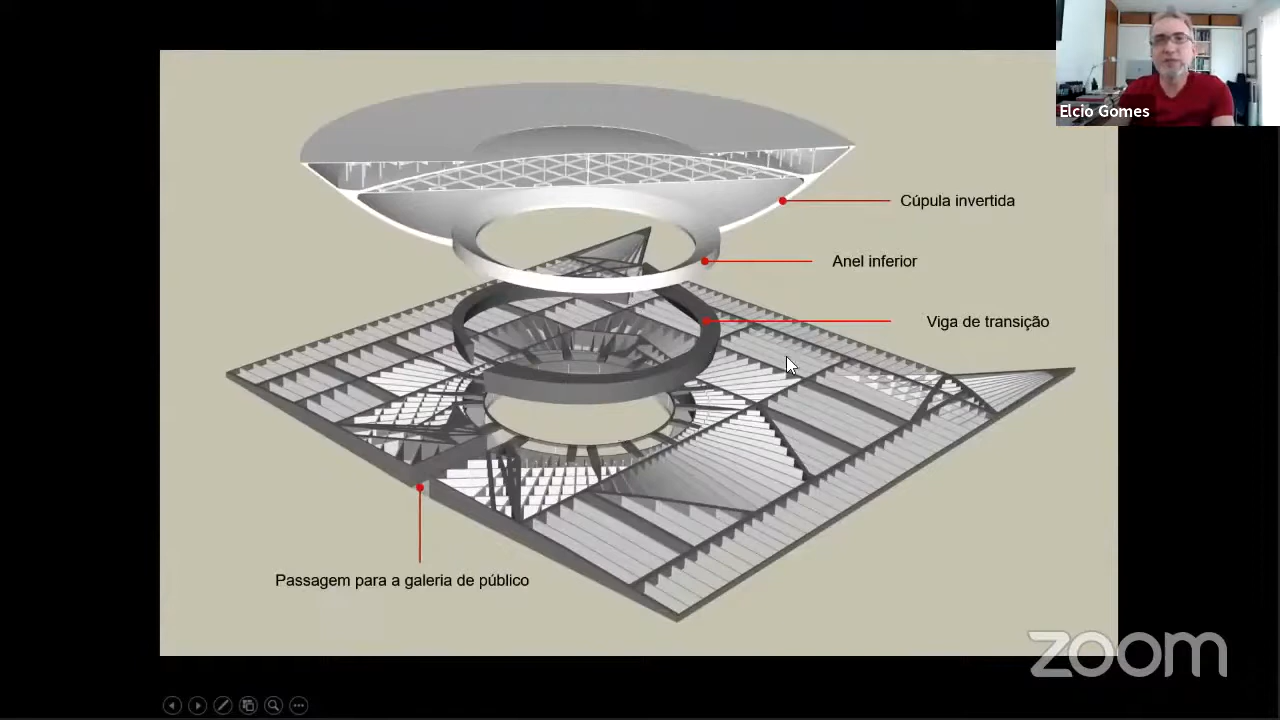 Elcio Gomes
Cúpula invertida
Anel inferior
Viga de transição
Passagem para a galeria de público
zoom